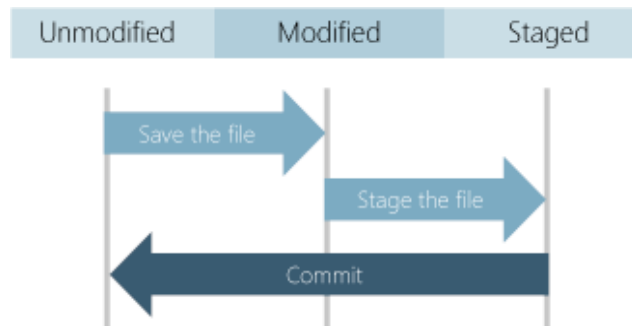 Unmodified
Modified
Staged
Save the file
Stage the file
Commit